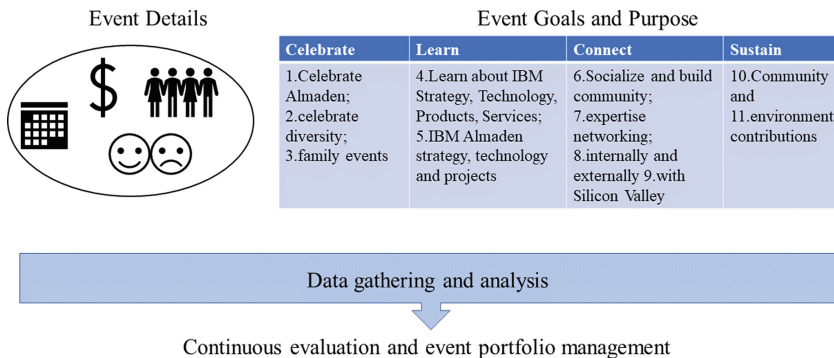 Event Details
Event Goals and Purpose
Celebrate
1.Celebrate
Almaden;
2.celebrate
diversity;
3.family events
Learn
4.Learn about IBM
Strategy, Technology,
Products, Services;
5.IBM Almaden
strategy, technology
and projects
Connect
6.Socialize and build
community;
7.expertise
networking;
8.internally and
externally 9.with
Silicon Valley
Sustain
10.Community
and
11.environment
contributions
$
Data gathering and analysis
Continuous evaluation and event portfolio management